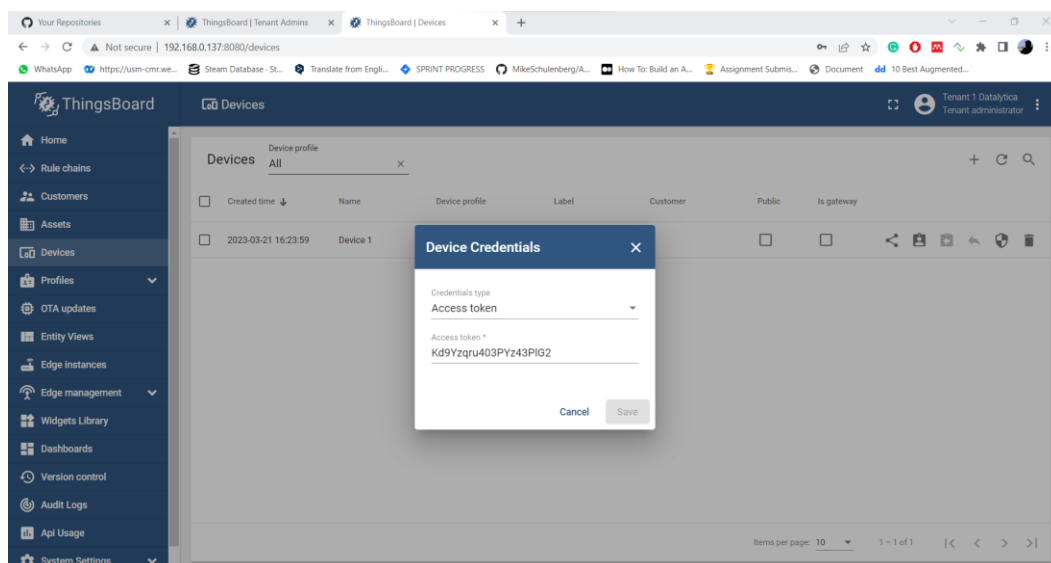 Your Repositories
ThingsBoard | Tenant Admins
ThingsBoard | Devices
Not secure | 192.168.0.137:8080/devices
WhatsApp https://usm-cmr.we... Steam Database - St... Translate from Engli... SPRINT PROGRESS MikeSchulenberg/A... How To: Build an A... Assignment Submis... Document dd 10 Best Augmented...
ThingsBoard
Devices
Tenant 1 Datalytica
Tenant administrator
Home
Rule chains
Customers
Assets
Devices
Profiles
OTA updates
Entity Views
Edge instances
Edge management
Widgets Library
Dashboards
Version control
Audit Logs
Api Usage
System Settings
Devices
Device profile
All
Created time Name Device profile Label Customer Public Is gateway
2023-03-21 16:23:59 Device 1
Device Credentials
Credentials type
Access token
Access token *
Kd9Yzqru403PYz43PlG2
Cancel Save
Items per page: 10 1 – 1 of 1